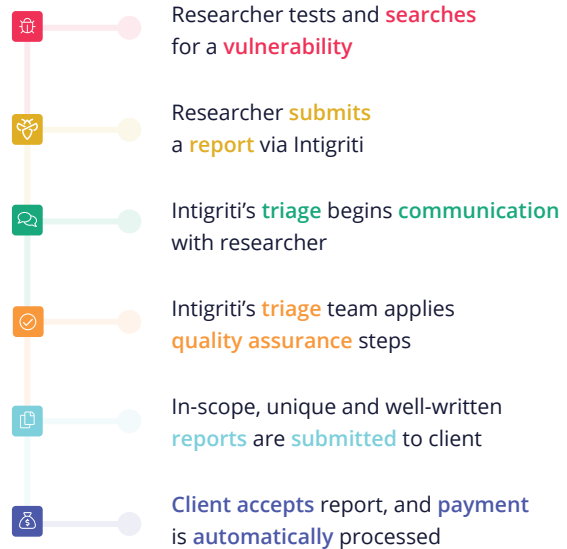 Researcher tests and searches
for a vulnerability
Researcher submits
a report via Intigriti
Intigriti’s triage begins communication
with researcher
Intigriti’s triage team applies
quality assurance steps
In-scope, unique and well-written
reports are submitted to client
Client accepts report, and payment
is automatically processed